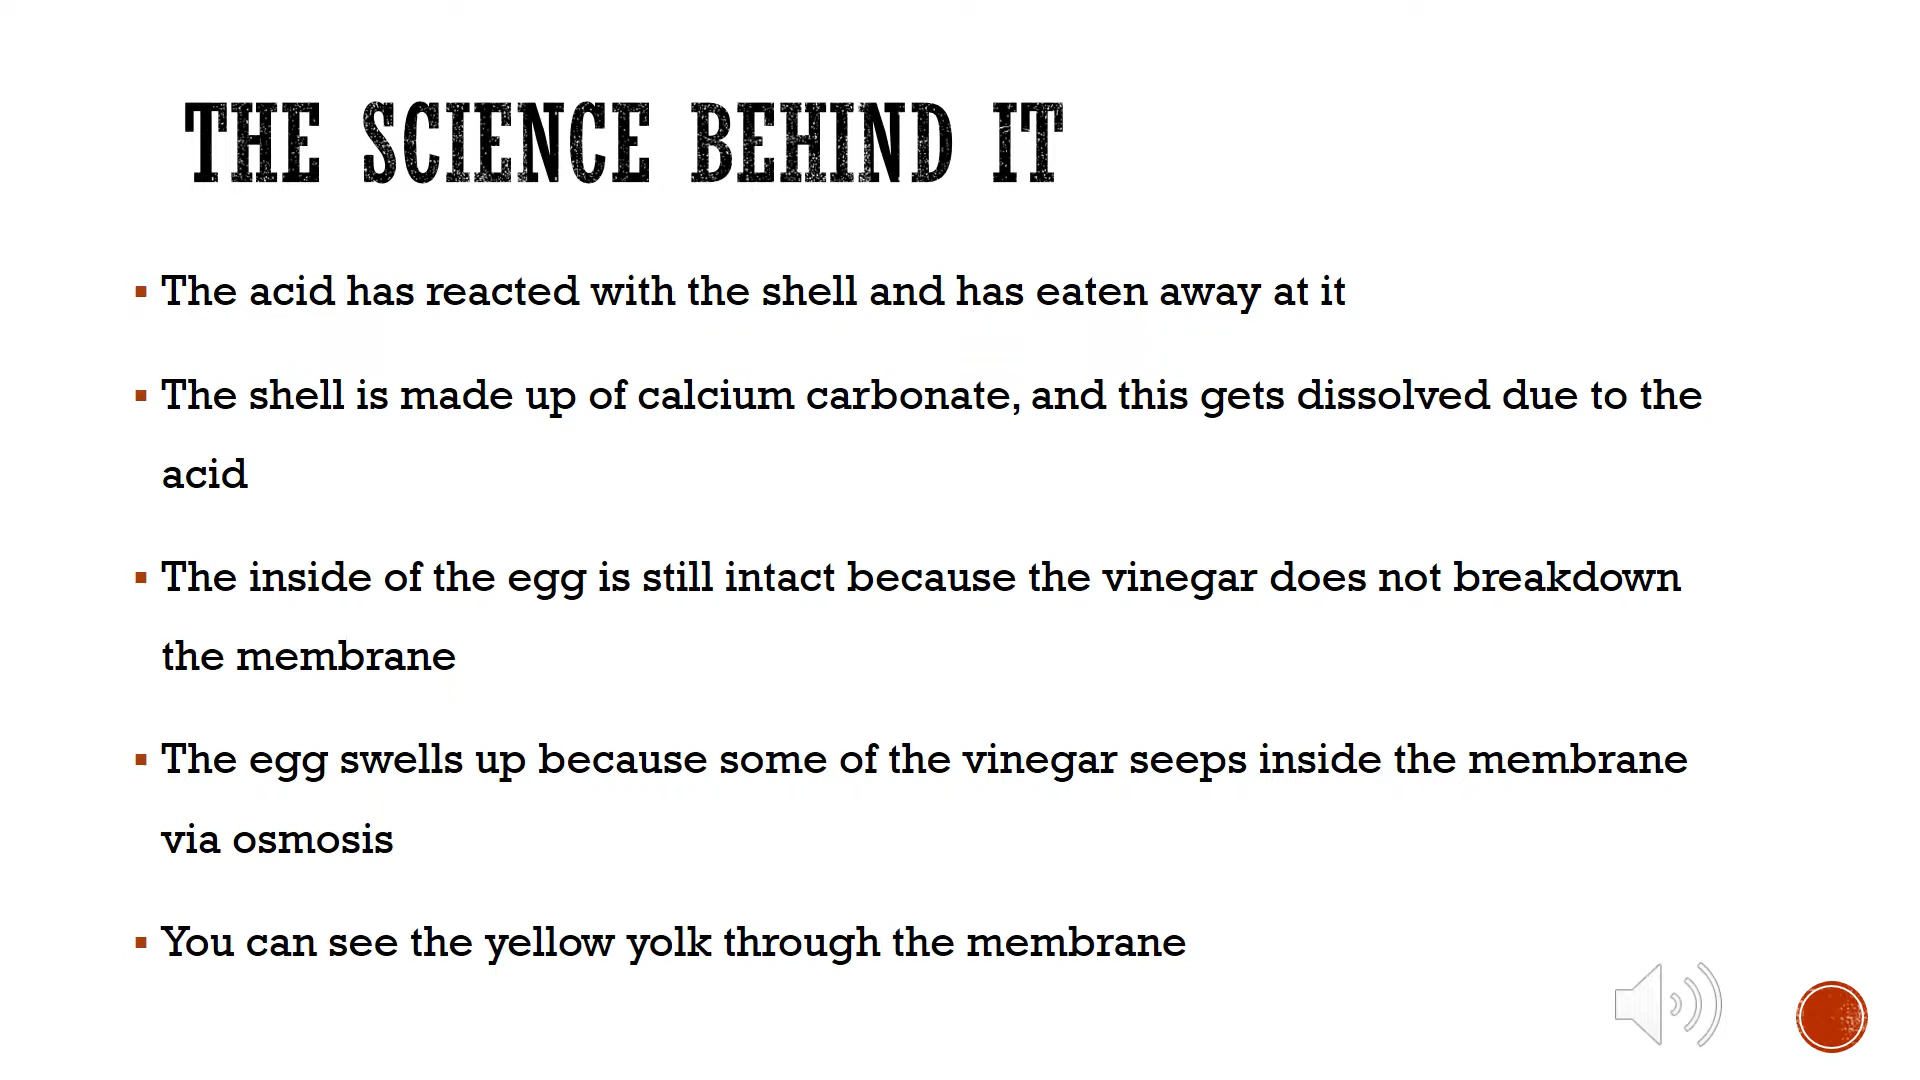 THE SCIENCE BEHIND IT
▪ The acid has reacted with the shell and has eaten away at it
▪ The shell is made up of calcium carbonate, and this gets dissolved due to the
acid
▪ The inside of the egg is still intact because the vinegar does not breakdown
the membrane
▪ The egg swells up because some of the vinegar seeps inside the membrane
via osmosis
▪ You can see the yellow yolk through the membrane